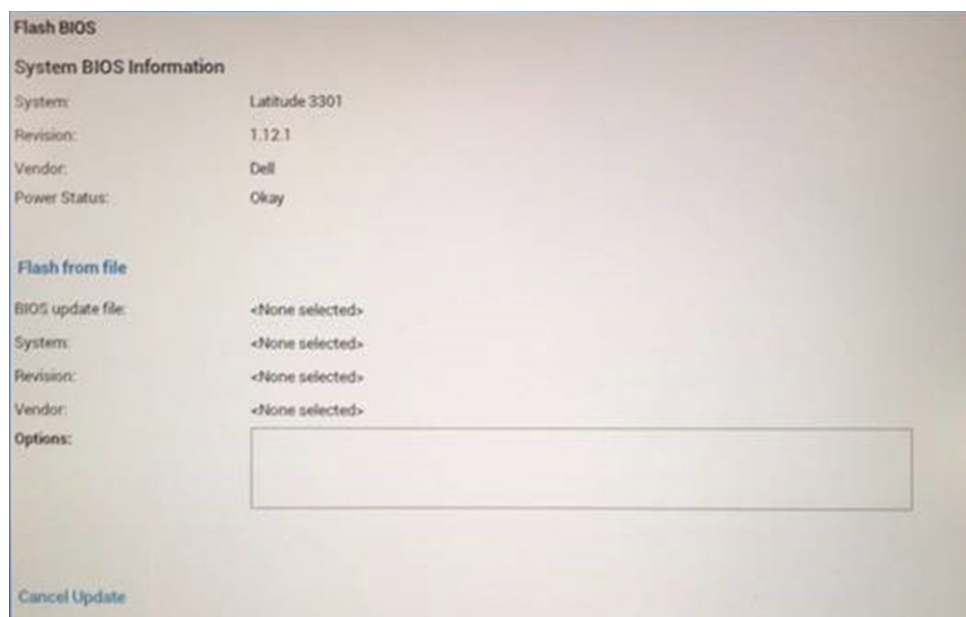 Flash BIOS
System BIOS Information
System: Latitude 3301
Revision: 1.12.1
Vendor: Dell
Power Status: Okay
Flash from file
BIOS update file: <None selected>
System: <None selected>
Revision: <None selected>
Vendor: <None selected>
Options:
Cancel Update